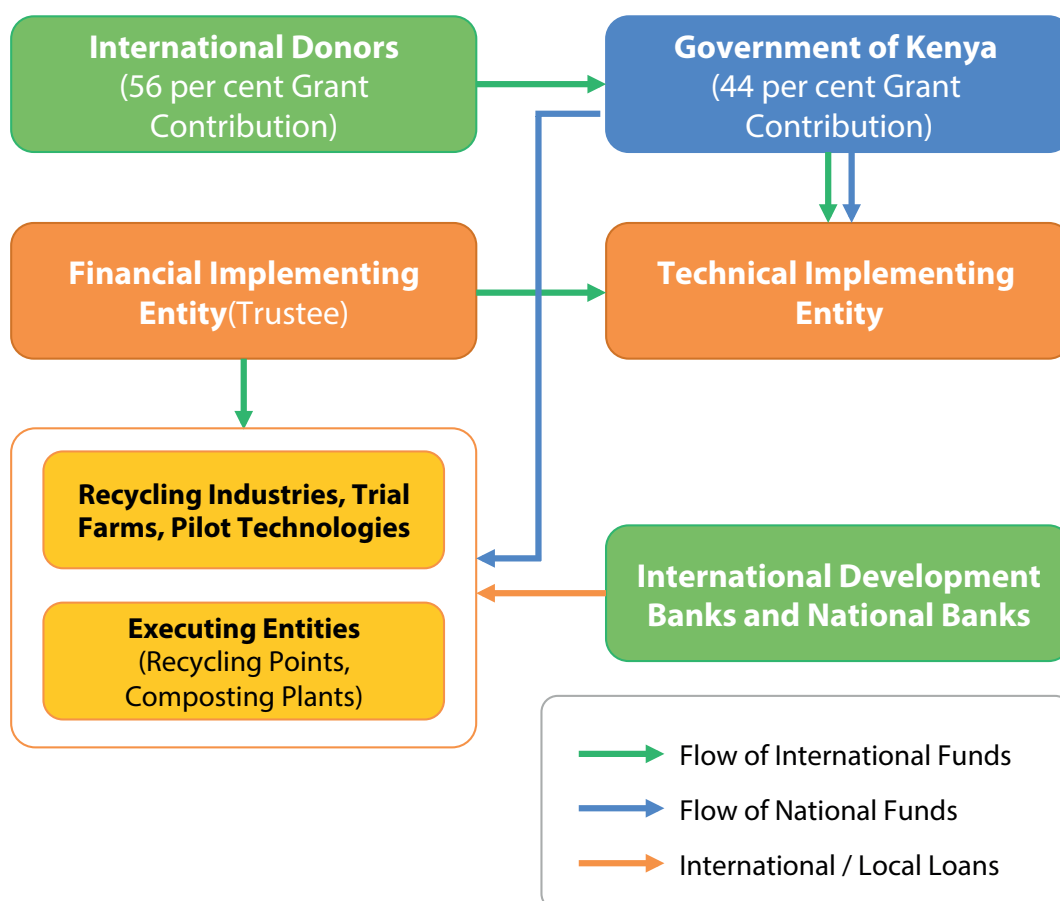 International Donors
(56 per cent Grant
Contribution)
Government of Kenya
(44 per cent Grant
Contribution)
Financial Implementing
Entity(Trustee)
Technical Implementing
Entity
Recycling Industries, Trial
Farms, Pilot Technologies
Executing Entities
(Recycling Points,
Composting Plants)
International Development
Banks and National Banks
Flow of International Funds
Flow of National Funds
International / Local Loans